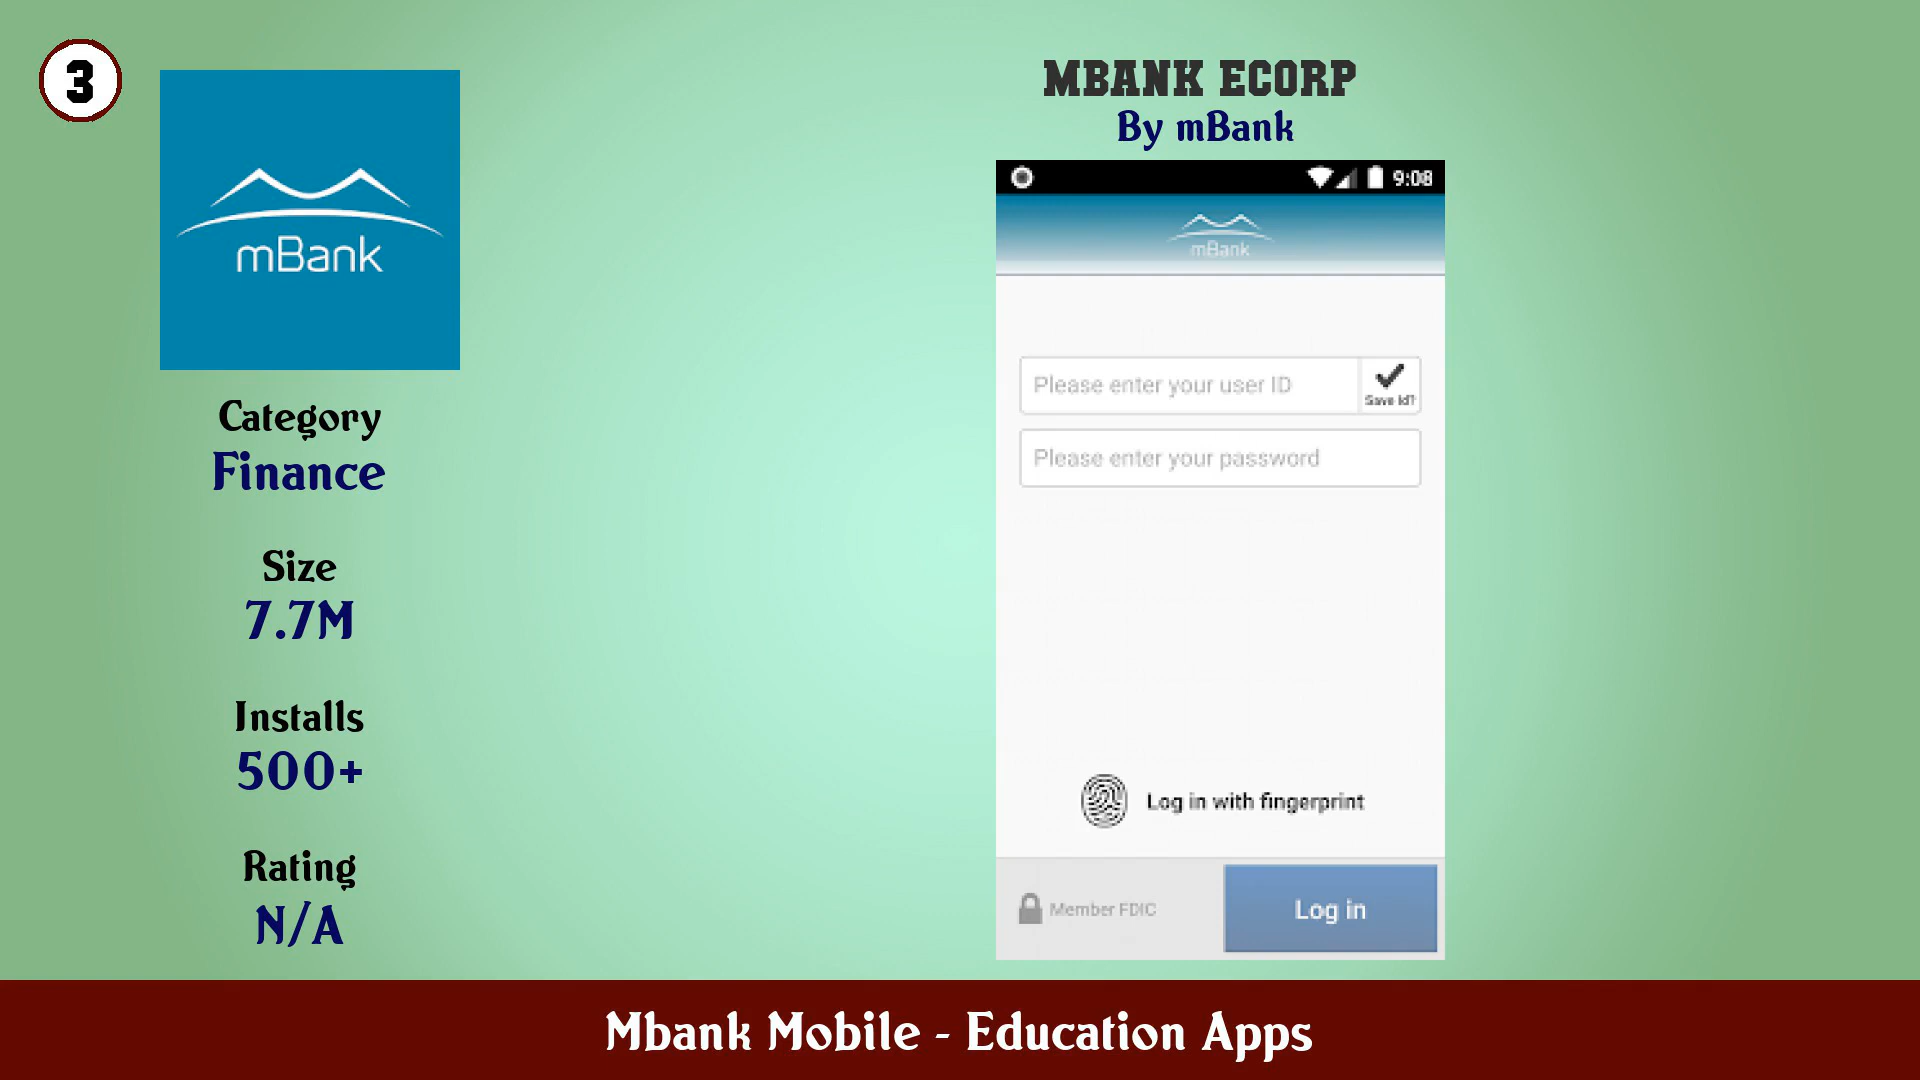 3
mBank
Category
Finance
Size
7.7M
Installs
500+
Rating
N/A
MBANK ECORP
By mBank
9:08
mBank
Please enter your user ID
Save Id?
Please enter your password
Log in with fingerprint
Member FDIC
Log in
Mbank Mobile - Education Apps